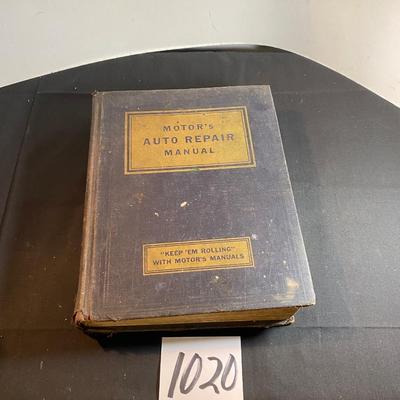 MOTOR's
AUTO REPAIR
MANUAL
"KEEP 'EM ROLLING"
WITH MOTOR'S MANUALS
1020